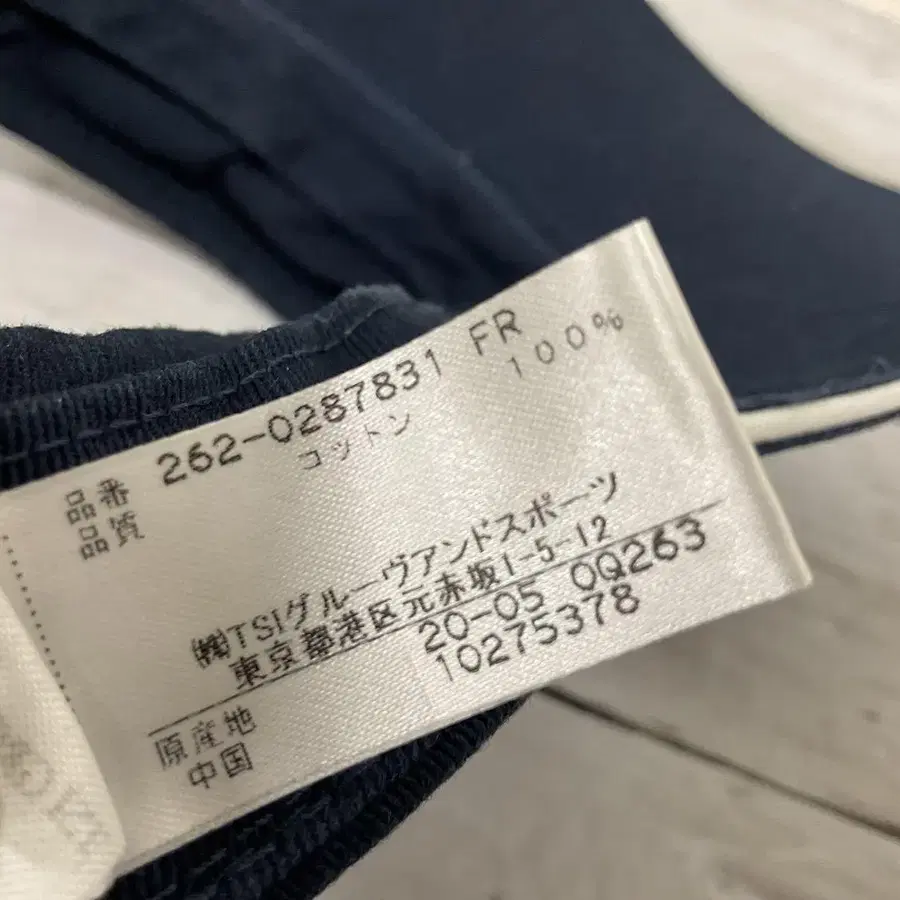 品番 262-0287831 FR
品質 コットン 100%
㈱TSIグルーヴアンドスポーツ
東京都港区元赤坂1-5-12
20-05 0Q263
10275378
原産地
中国